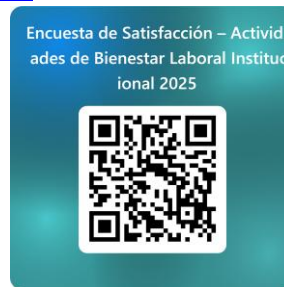 Encuesta de Satisfacción – Activid
ades de Bienestar Laboral Instituc
ional 2025